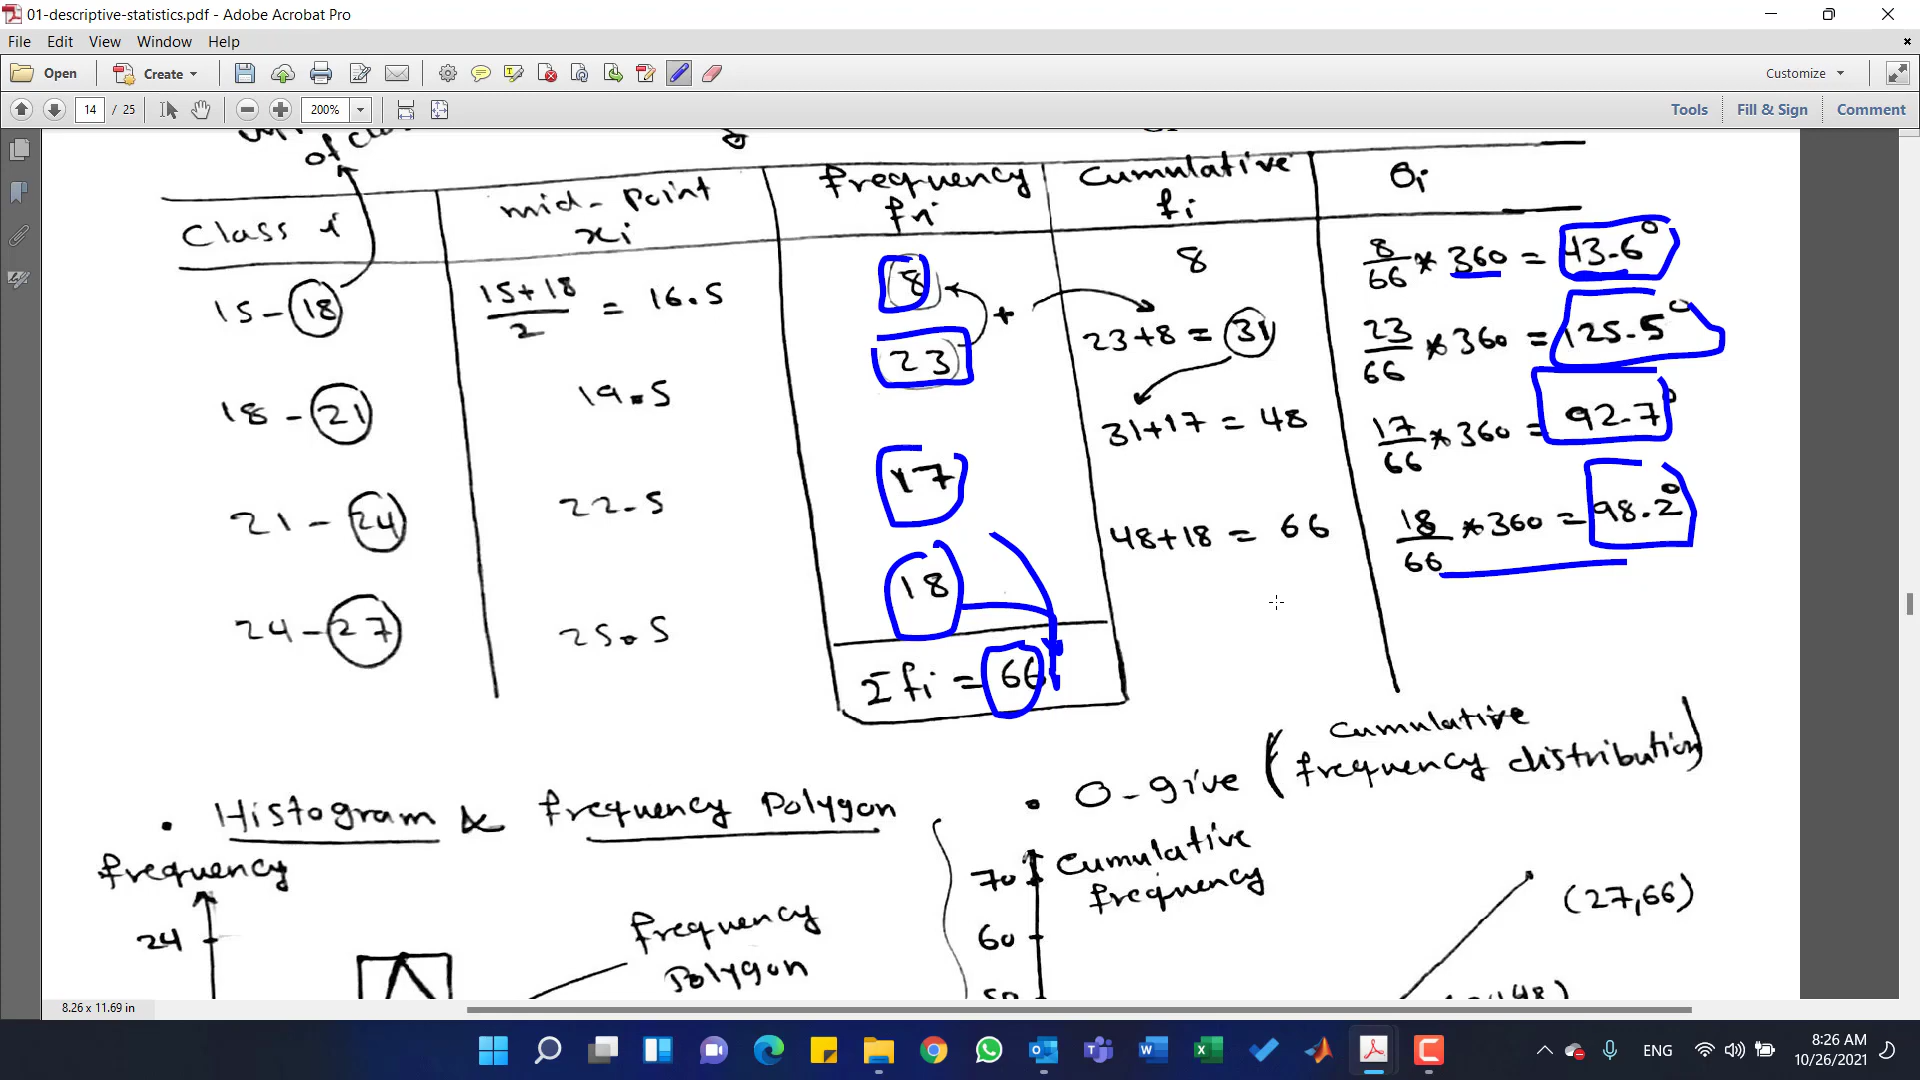 01-descriptive-statistics.pdf - Adobe Acrobat Pro
File Edit View Window Help
Open Create Customize
14 / 25 200% Tools Fill & Sign Comment
of
Class i mid-Point xi frequency fri Cumulative fi θi
15-18 15+18/2 = 16.5 8 8 8/66 * 360 = 43.6°
18-21 19.5 23 + 23+8 = 31 23/66 * 360 = 125.5°
21-24 22.5 17 31+17 = 48 17/66 * 360 = 92.7°
24-27 25.5 18 48+18 = 66 18/66 * 360 = 98.2°
Σfi = 66
• Histogram & frequency Polygon
frequency
24
frequency
Polygon
• O-give (Cumulative frequency distribution)
Cumulative
frequency
70
60
(27,66)
8.26 x 11.69 in
ENG
8:26 AM
10/26/2021